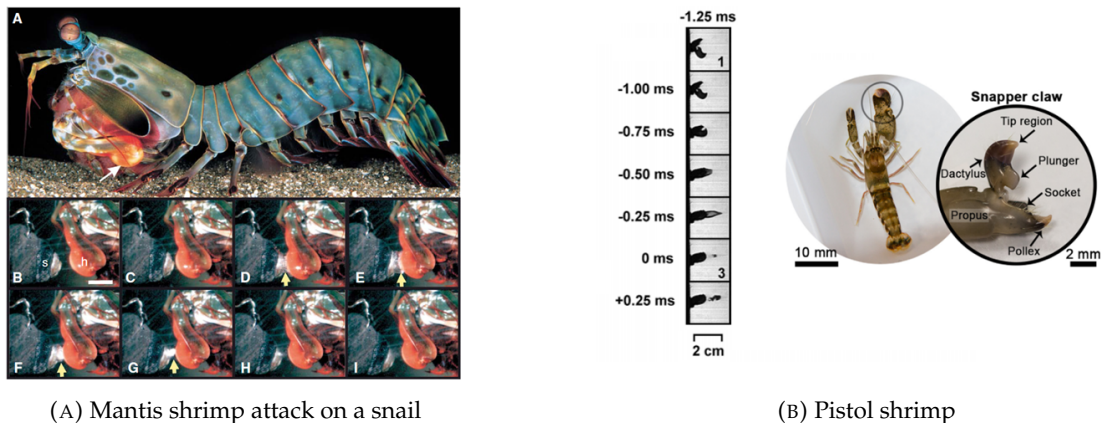 A
B
s
h
C
D
E
F
G
H
I
(A) Mantis shrimp attack on a snail
-1.25 ms
1
-1.00 ms
-0.75 ms
-0.50 ms
-0.25 ms
0 ms
3
+0.25 ms
2 cm
10 mm
Snapper claw
Tip region
Dactylus
Plunger
Socket
Propus
Pollex
2 mm
(B) Pistol shrimp